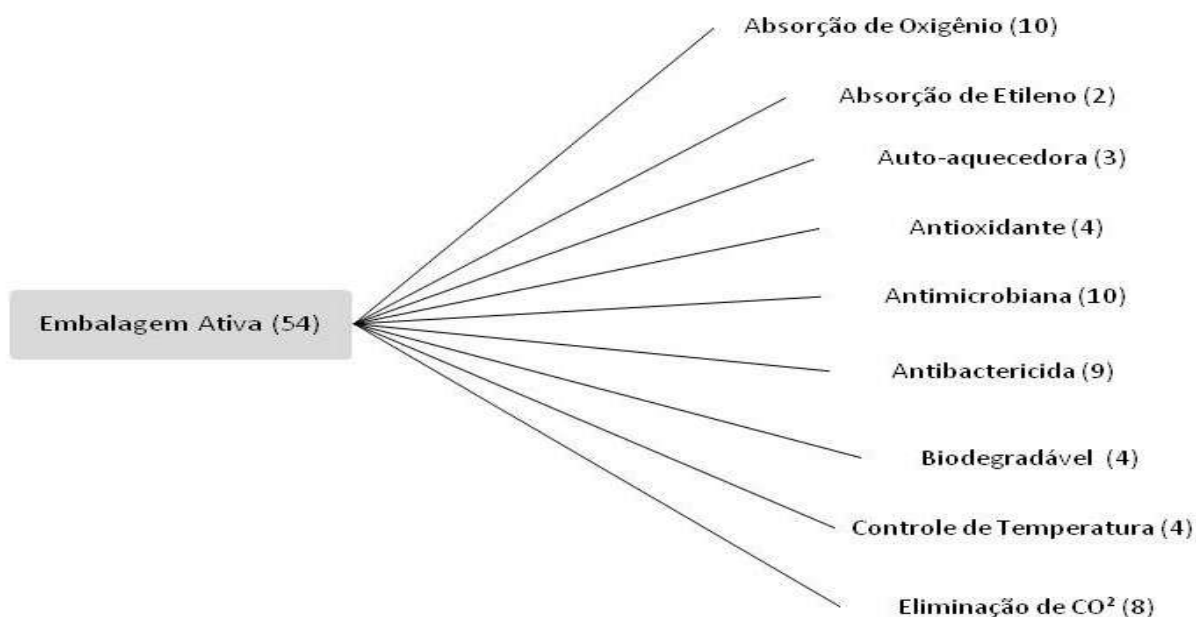 Absorção de Oxigênio (10)
Absorção de Etileno (2)
Auto-aquecedora (3)
Antioxidante (4)
Embalagem Ativa (54)
Antimicrobiana (10)
Antibactericida (9)
Biodegradável (4)
Controle de Temperatura (4)
Eliminação de CO² (8)